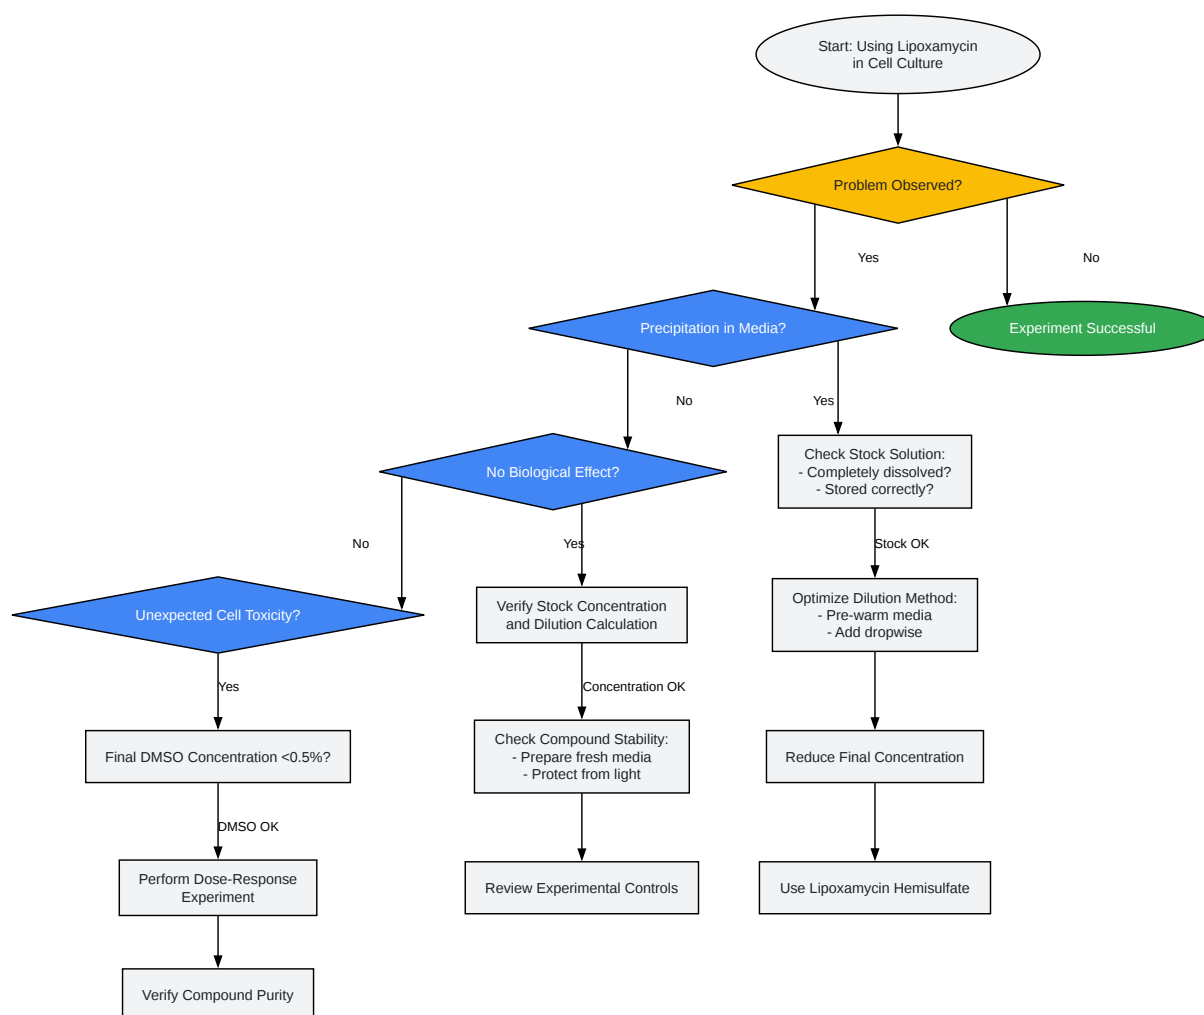 Start: Using Lipoxamycin
in Cell Culture
Problem Observed?
Yes
No
Precipitation in Media?
Experiment Successful
No
Yes
No Biological Effect?
Check Stock Solution:
- Completely dissolved?
- Stored correctly?
No
Yes
Stock OK
Unexpected Cell Toxicity?
Verify Stock Concentration
and Dilution Calculation
Optimize Dilution Method:
- Pre-warm media
- Add dropwise
Yes
Concentration OK
Final DMSO Concentration <0.5%?
Check Compound Stability:
- Prepare fresh media
- Protect from light
Reduce Final Concentration
DMSO OK
Perform Dose-Response
Experiment
Review Experimental Controls
Use Lipoxamycin Hemisulfate
Verify Compound Purity